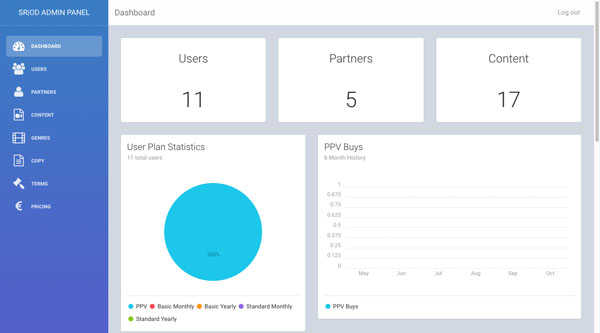 SR|OD ADMIN PANEL
Dashboard
Log out
DASHBOARD
USERS
PARTNERS
CONTENT
GENRES
COPY
TERMS
PRICING
Users
11
Partners
5
Content
17
User Plan Statistics
11 total users
100%
PPV
Basic Monthly
Basic Yearly
Standard Monthly
Standard Yearly
PPV Buys
6 Month History
1
0.875
0.75
0.625
0.5
0.375
0.25
0.125
0
May Jun Jul Aug Sep Oct
PPV Buys